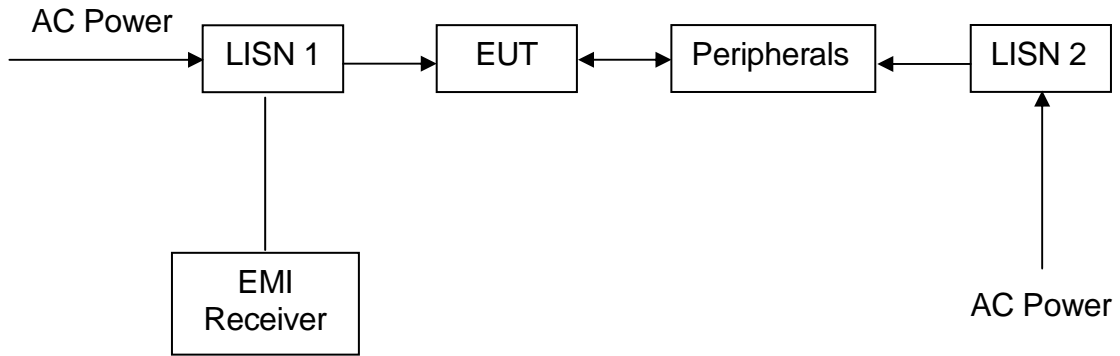 AC Power
LISN 1
EUT
Peripherals
LISN 2
EMI
Receiver
AC Power